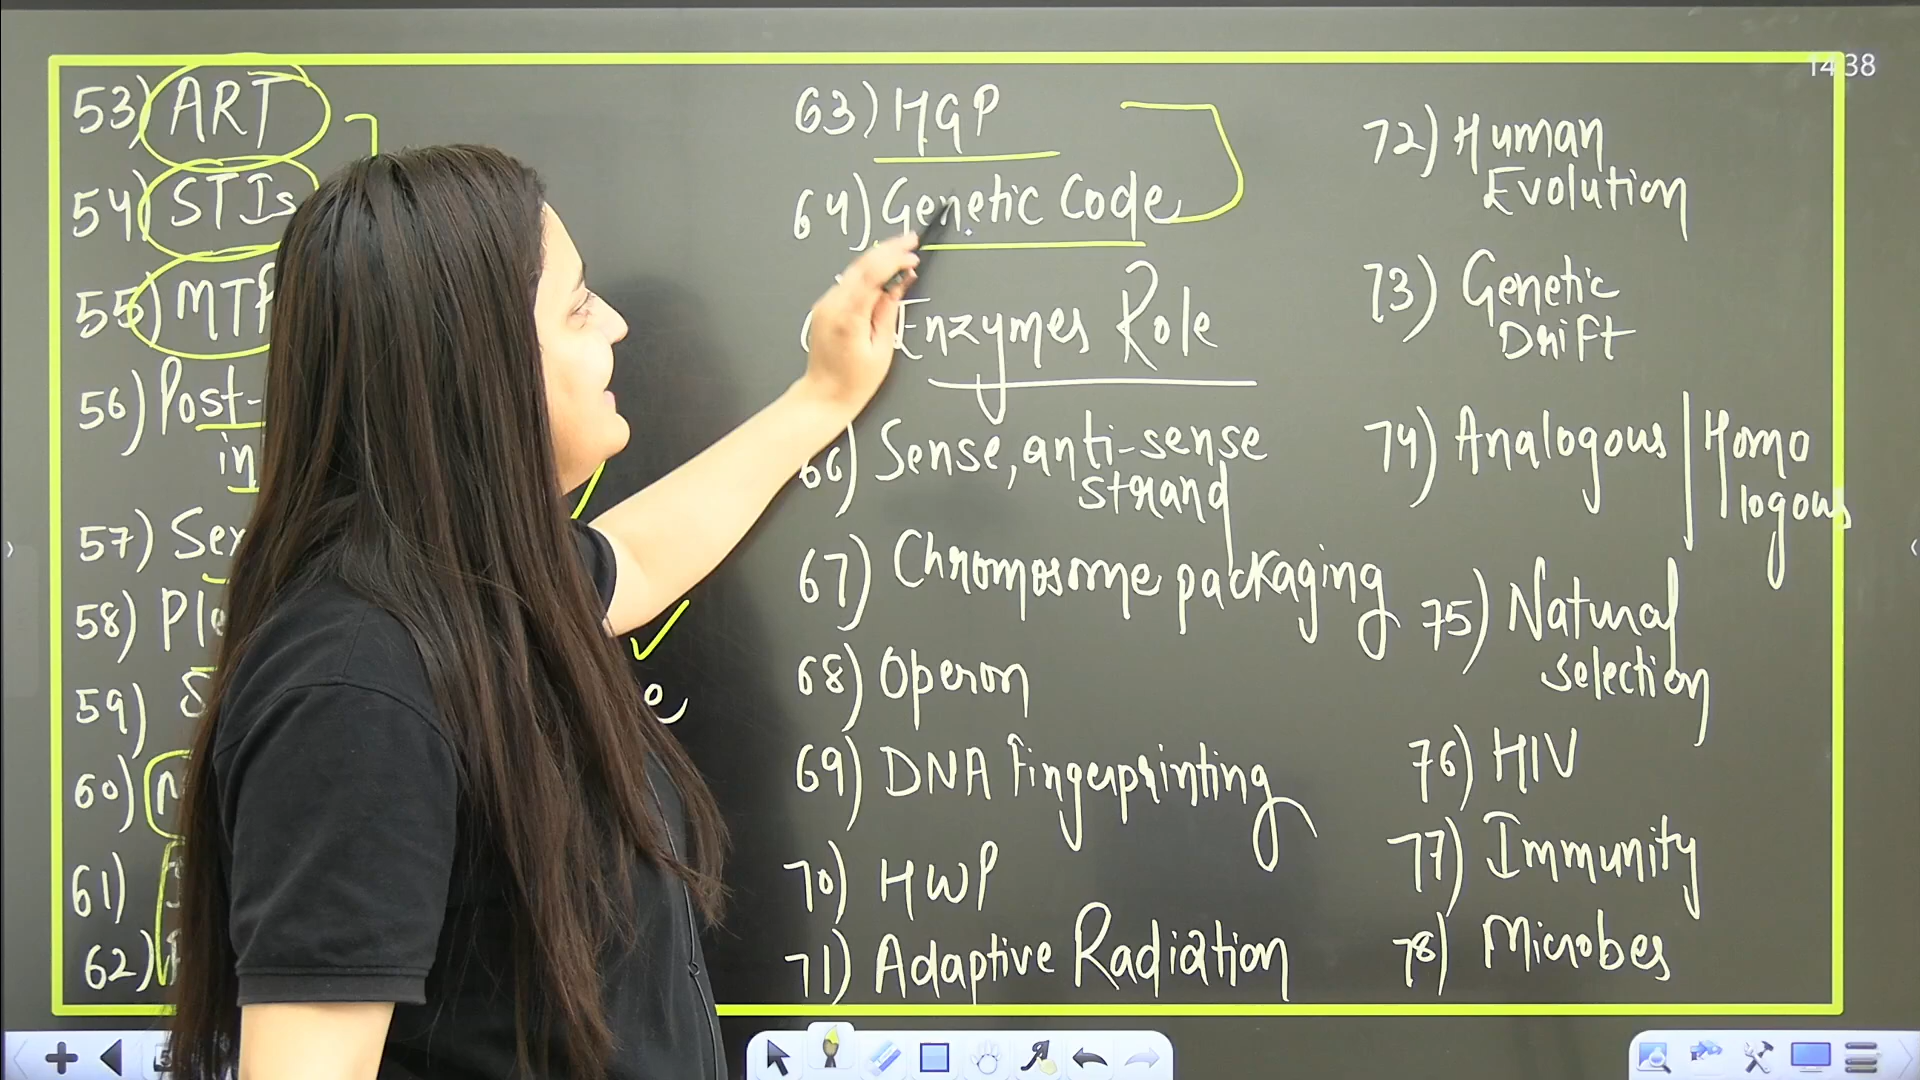 53) ART
54) STIs
55) MTP
56) Post-
in
57) Sex
58) Ple
59)
60)
61)
62)
63) HGP
64) Genetic Code
Enzymes Role
66) Sense, anti-sense
strand
67) Chromosome packaging
68) Operon
69) DNA Fingerprinting
70) HWP
71) Adaptive Radiation
72) Human
Evolution
73) Genetic
Drift
74) Analogous | Homo
logous
75) Natural
selection
76) HIV
77) Immunity
78) Microbes
14:38